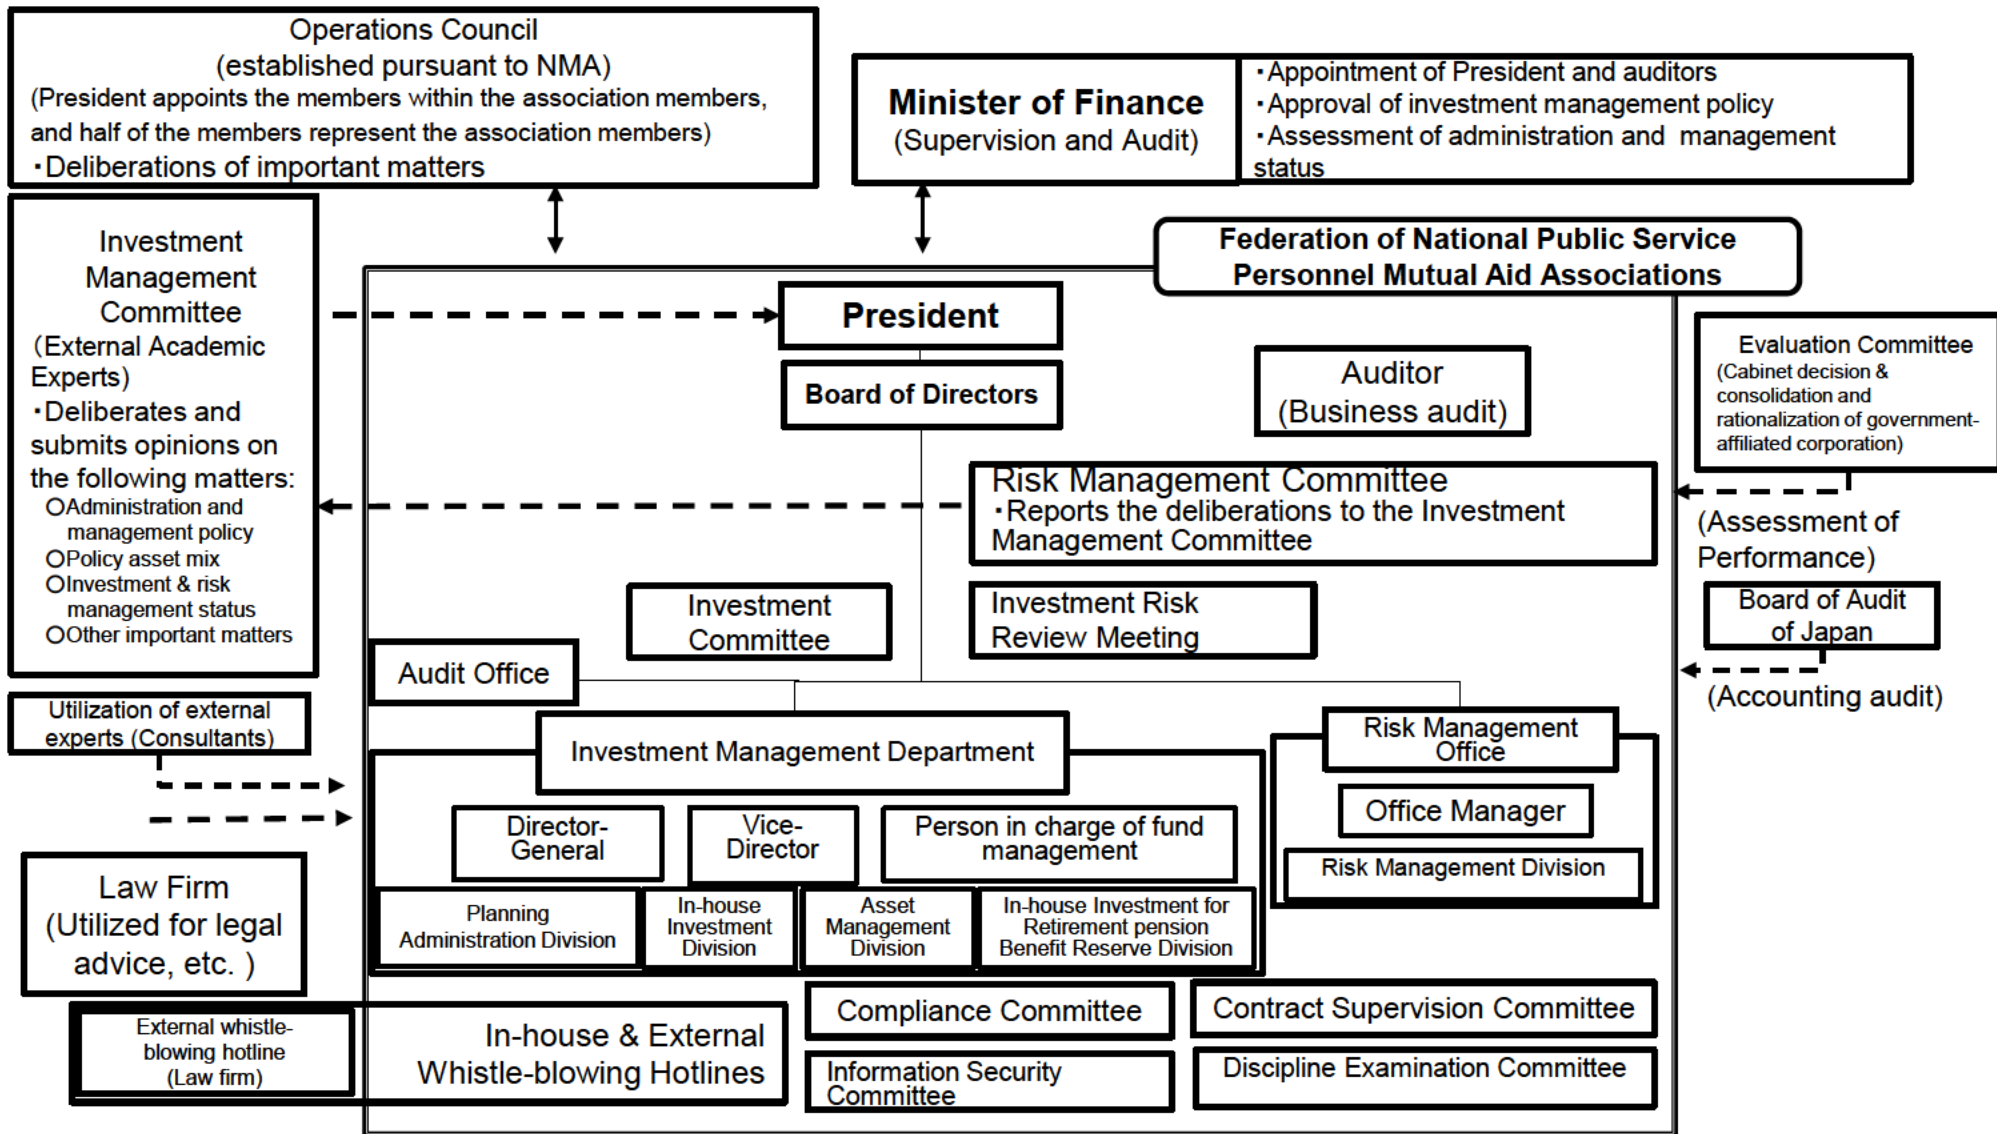 Operations Council
(established pursuant to NMA)
(President appoints the members within the association members,
and half of the members represent the association members)
・Deliberations of important matters
Minister of Finance
(Supervision and Audit)
・Appointment of President and auditors
・Approval of investment management policy
・Assessment of administration and management
status
Investment
Management
Committee
(External Academic
Experts)
・Deliberates and
submits opinions on
the following matters:
○Administration and
management policy
○Policy asset mix
○Investment & risk
management status
○Other important matters
Federation of National Public Service
Personnel Mutual Aid Associations
President
Board of Directors
Auditor
(Business audit)
Evaluation Committee
(Cabinet decision &
consolidation and
rationalization of government-
affiliated corporation)
Risk Management Committee
・Reports the deliberations to the Investment
Management Committee
(Assessment of
Performance)
Investment
Committee
Investment Risk
Review Meeting
Board of Audit
of Japan
(Accounting audit)
Audit Office
Utilization of external
experts (Consultants)
Investment Management Department
Risk Management
Office
Office Manager
Risk Management Division
Director-
General
Vice-
Director
Person in charge of fund
management
Planning
Administration Division
In-house
Investment
Division
Asset
Management
Division
In-house Investment for
Retirement pension
Benefit Reserve Division
Law Firm
(Utilized for legal
advice, etc. )
External whistle-
blowing hotline
(Law firm)
In-house & External
Whistle-blowing Hotlines
Compliance Committee
Contract Supervision Committee
Information Security
Committee
Discipline Examination Committee